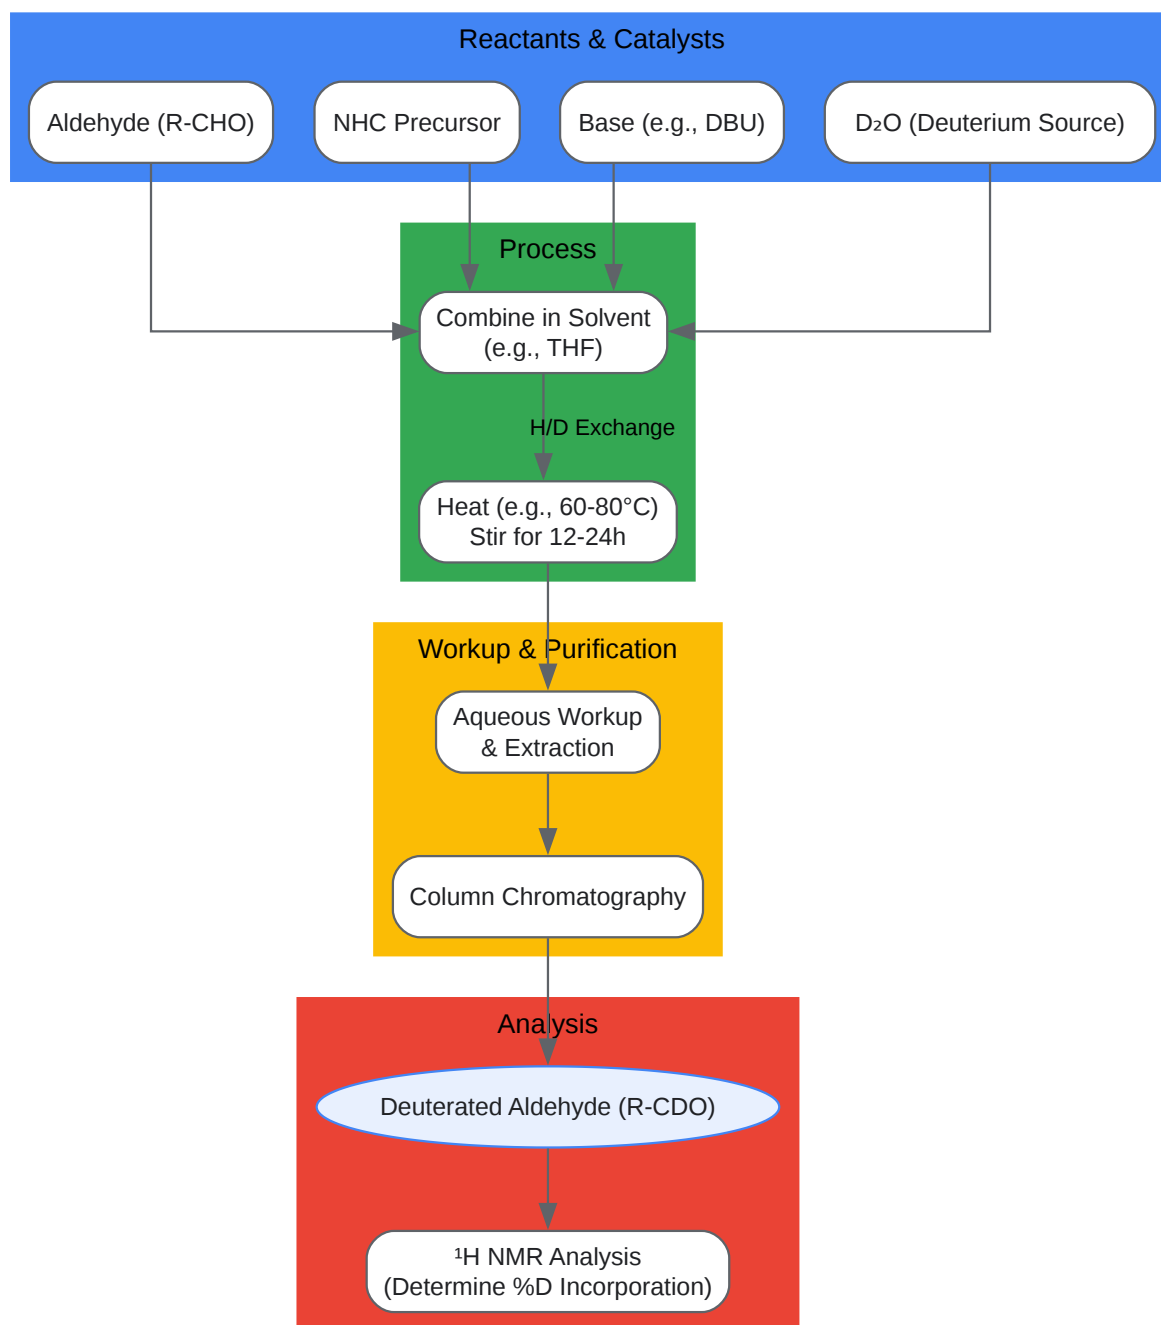 Reactants & Catalysts
Aldehyde (R-CHO)
NHC Precursor
Base (e.g., DBU)
D₂O (Deuterium Source)
Process
Combine in Solvent
(e.g., THF)
H/D Exchange
Heat (e.g., 60-80°C)
Stir for 12-24h
Workup & Purification
Aqueous Workup
& Extraction
Column Chromatography
Analysis
Deuterated Aldehyde (R-CDO)
¹H NMR Analysis
(Determine %D Incorporation)